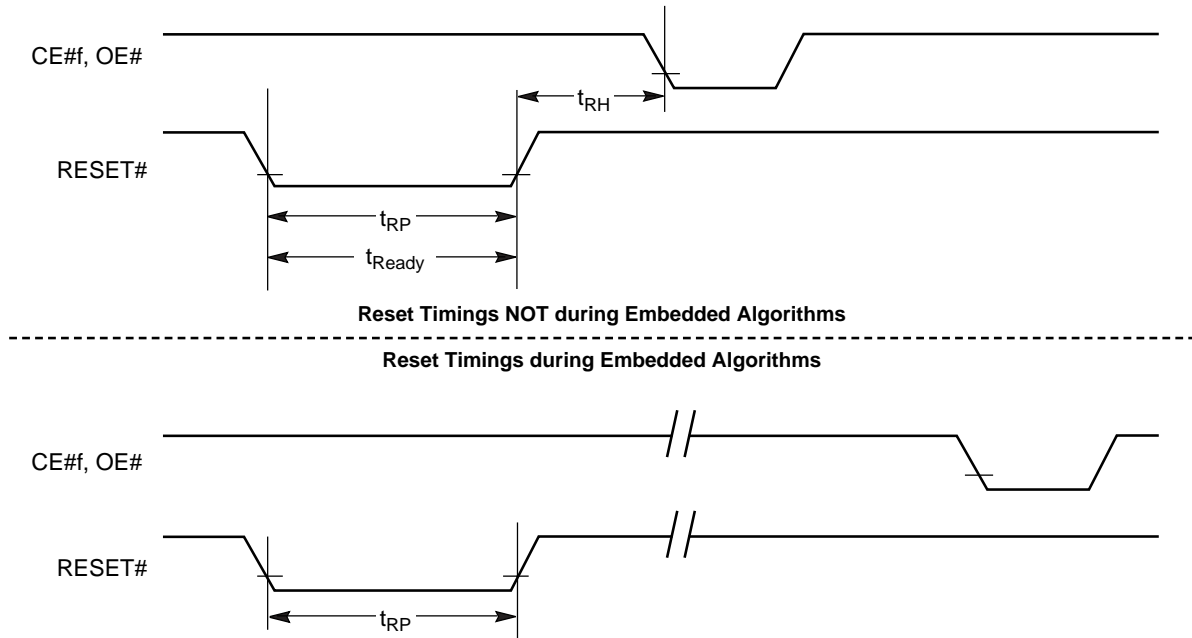 CE#f, OE#
tRH
RESET#
tRP
tReady
Reset Timings NOT during Embedded Algorithms
Reset Timings during Embedded Algorithms
CE#f, OE#
RESET#
tRP